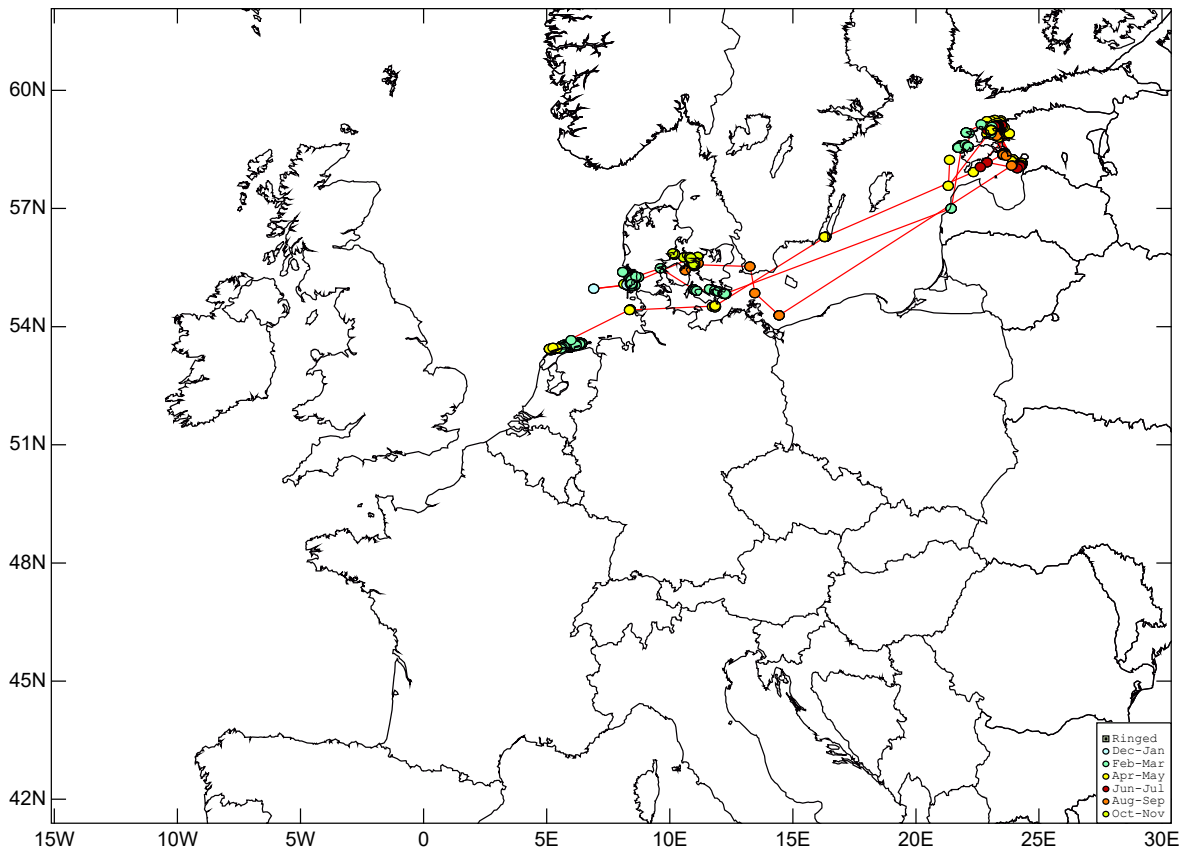 60N
57N
54N
51N
48N
45N
42N
Ringed
Dec-Jan
Feb-Mar
Apr-May
Jun-Jul
Aug-Sep
Oct-Nov
15W 10W 5W 0 5E 10E 15E 20E 25E 30E